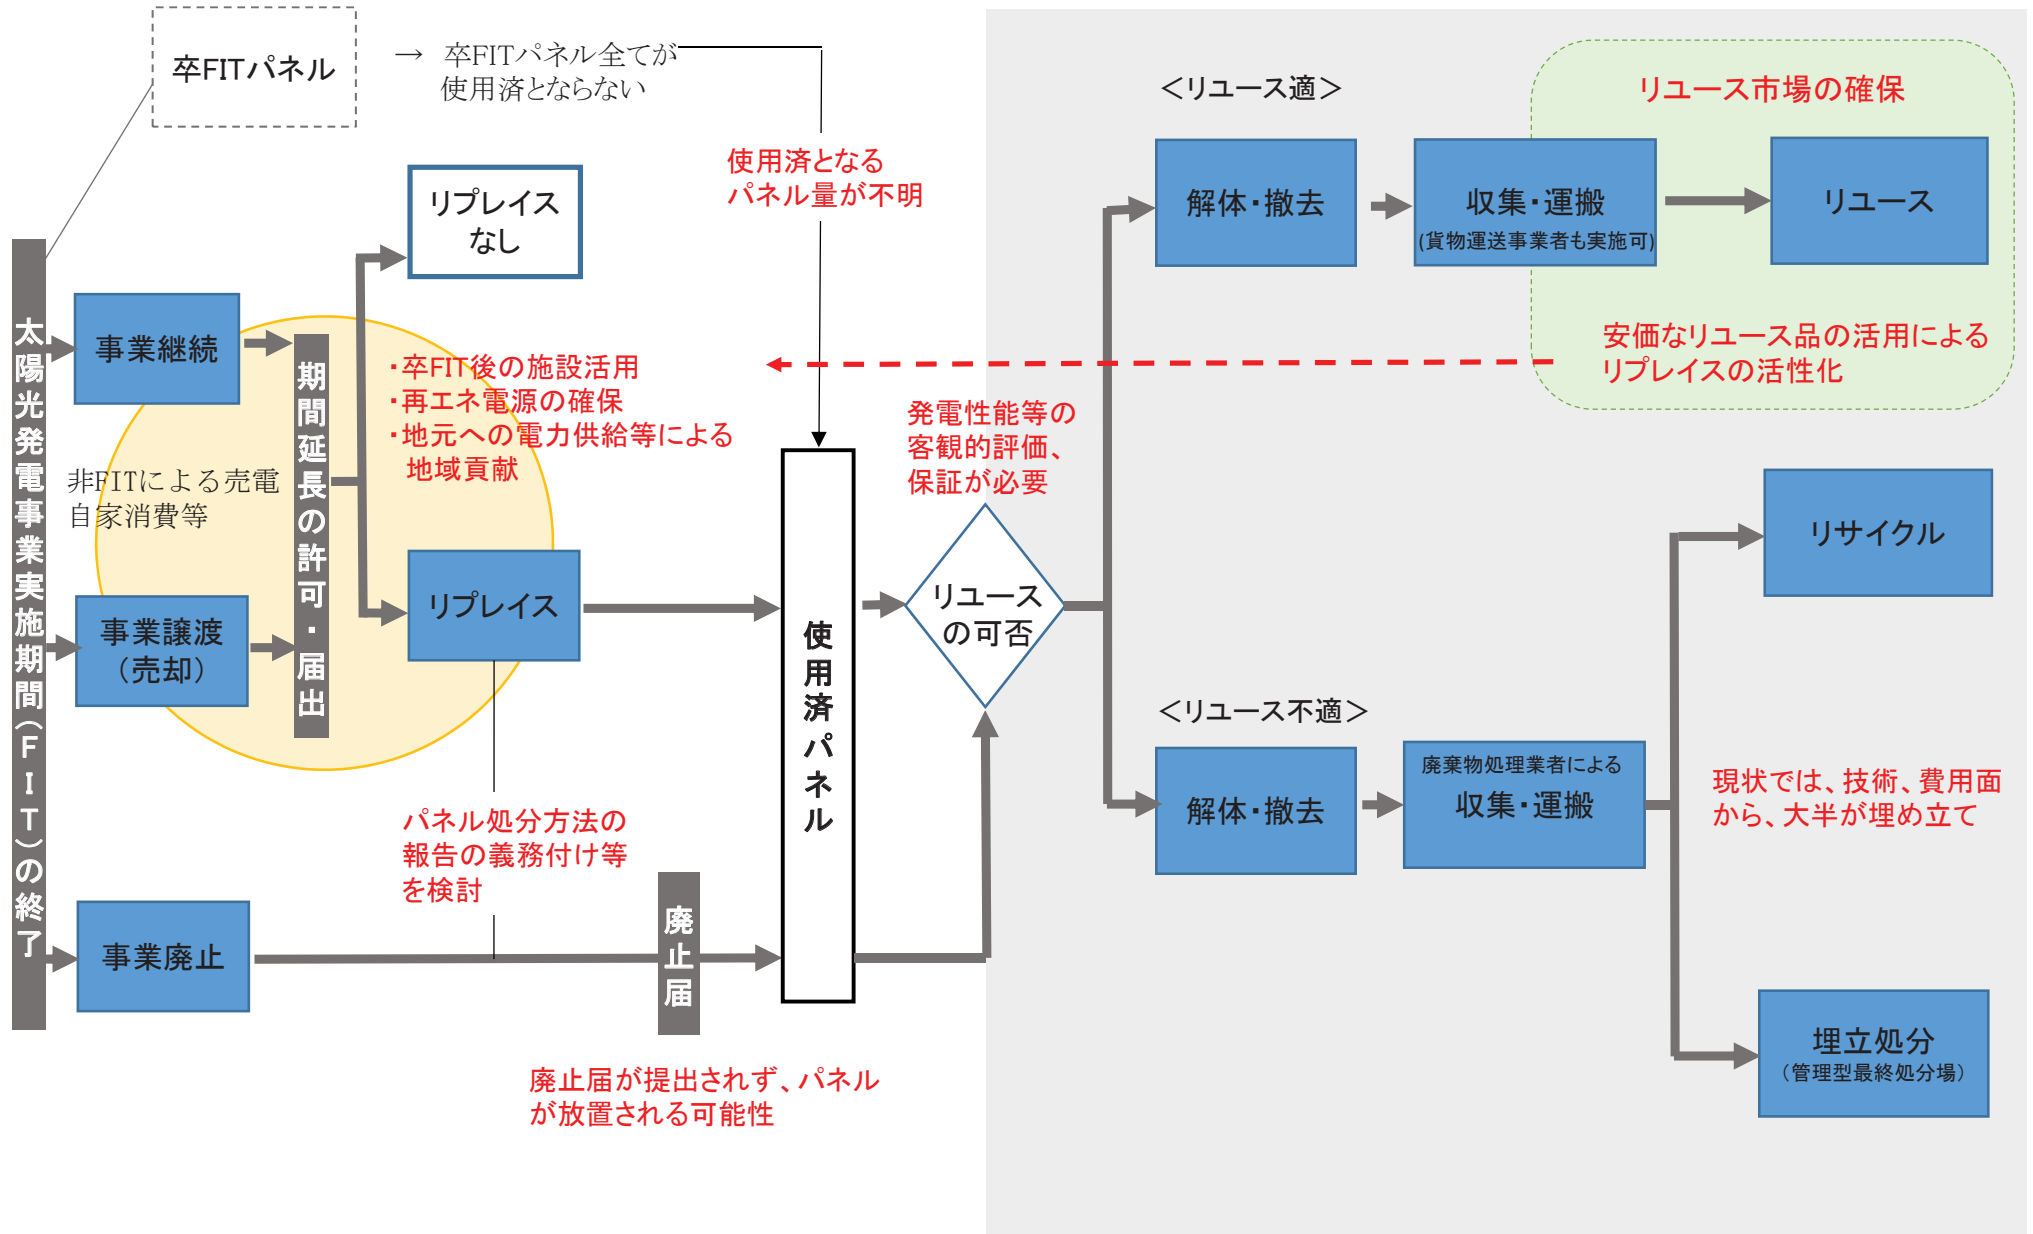 卒FITパネル
→ 卒FITパネル全てが
使用済とならない
太陽光発電事業実施期間（FIT）の終了
事業継続
非FITによる売電
自家消費等
事業譲渡
（売却）
事業廃止
期間延長の許可・届出
リプレイス
なし
・卒FIT後の施設活用
・再エネ電源の確保
・地元への電力供給等による
地域貢献
リプレイス
パネル処分方法の
報告の義務付け等
を検討
廃止届
廃止届が提出されず、パネル
が放置される可能性
使用済となる
パネル量が不明
使用済パネル
発電性能等の
客観的評価、
保証が必要
リユース
の可否
＜リユース適＞
解体・撤去
収集・運搬
(貨物運送事業者も実施可)
リユース市場の確保
リユース
安価なリユース品の活用による
リプレイスの活性化
＜リユース不適＞
解体・撤去
廃棄物処理業者による
収集・運搬
リサイクル
現状では、技術、費用面
から、大半が埋め立て
埋立処分
（管理型最終処分場）